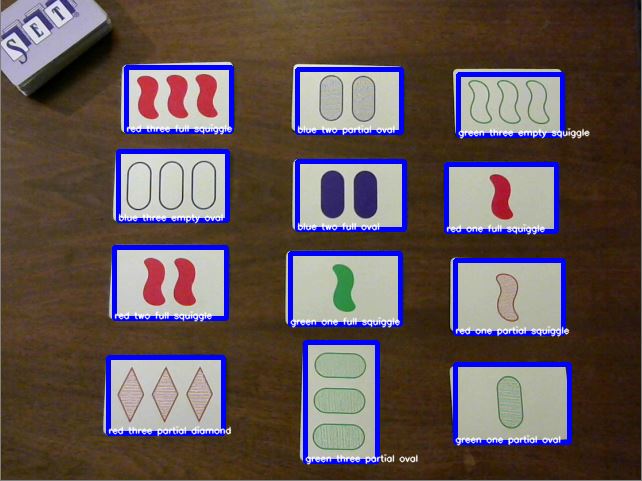 SET
red three full squiggle
blue two partial oval
green three empty squiggle
blue three empty oval
blue two full oval
red one full squiggle
red two full squiggle
green one full squiggle
red one partial squiggle
red three partial diamond
green three partial oval
green one partial oval